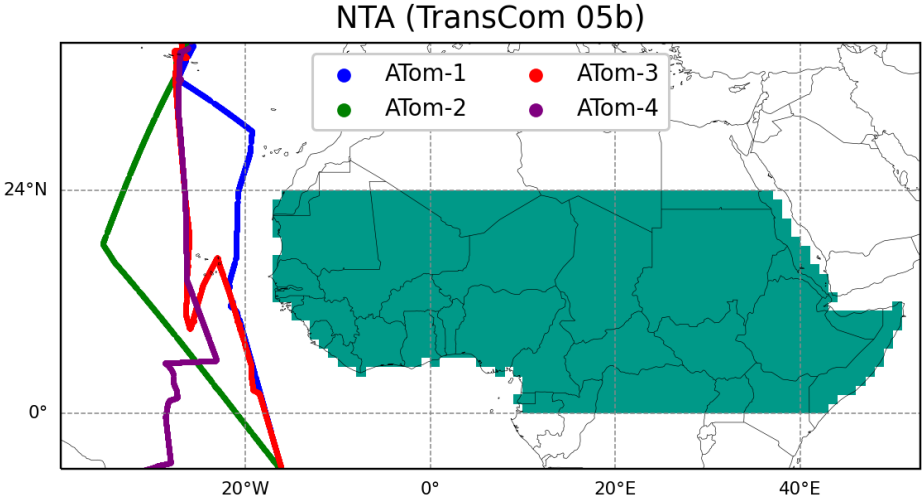 NTA (TransCom 05b)
ATom-1 ATom-3
ATom-2 ATom-4
24°N
0°
20°W 0° 20°E 40°E